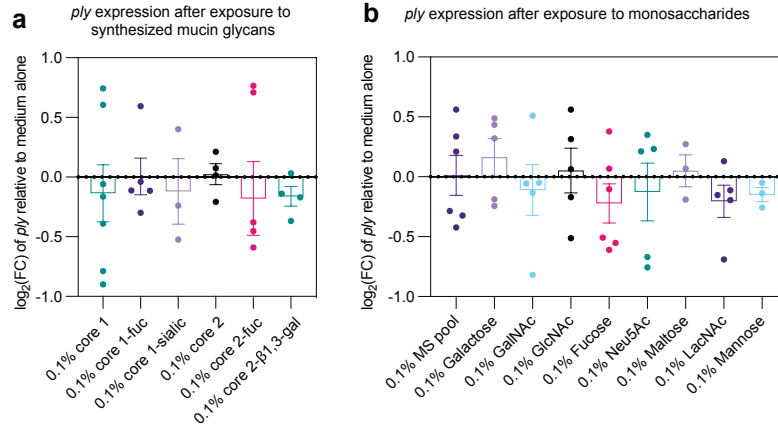 a
ply expression after exposure to
synthesized mucin glycans
log2(FC) of ply relative to medium alone
1.0
0.5
0.0
-0.5
-1.0
0.1% core 1
0.1% core 1-fuc
0.1% core 1-sialic
0.1% core 2
0.1% core 2-fuc
0.1% core 2-β1,3-gal
b
ply expression after exposure to monosaccharides
log2(FC) of ply relative to medium alone
1.0
0.5
0.0
-0.5
-1.0
0.1% MS pool
0.1% Galactose
0.1% GalNAc
0.1% GlcNAc
0.1% Fucose
0.1% Neu5Ac
0.1% Maltose
0.1% LacNAc
0.1% Mannose